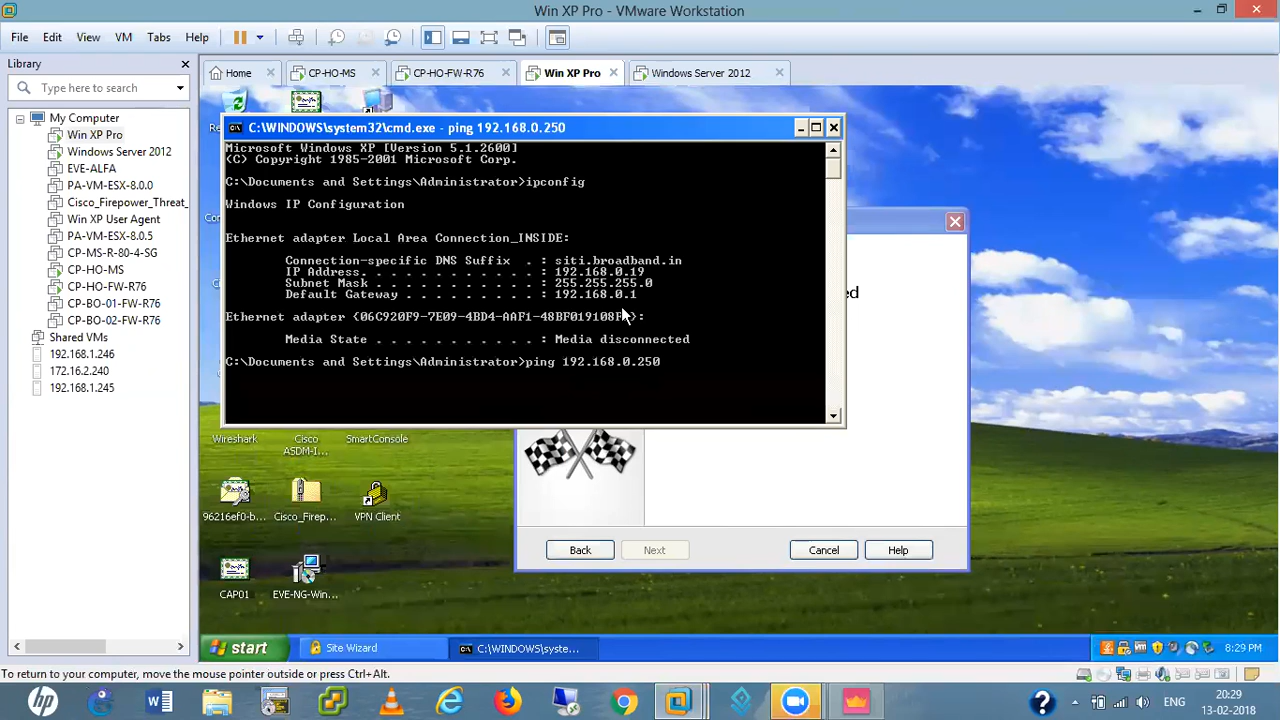 Win XP Pro - VMware Workstation
File Edit View VM Tabs Help
Library
Type here to search
My Computer
Win XP Pro
Windows Server 2012
EVE-ALFA
PA-VM-ESX-8.0.0
Cisco_Firepower_Threat_
Win XP User Agent
PA-VM-ESX-8.0.5
CP-MS-R-80-4-SG
CP-HO-MS
CP-HO-FW-R76
CP-BO-01-FW-R76
CP-BO-02-FW-R76
Shared VMs
192.168.1.246
172.16.2.240
192.168.1.245
Home CP-HO-MS CP-HO-FW-R76 Win XP Pro Windows Server 2012
C:\WINDOWS\system32\cmd.exe - ping 192.168.0.250
Microsoft Windows XP [Version 5.1.2600]
(C) Copyright 1985-2001 Microsoft Corp.
C:\Documents and Settings\Administrator>ipconfig
Windows IP Configuration
Ethernet adapter Local Area Connection_INSIDE:
Connection-specific DNS Suffix . : siti.broadband.in
IP Address. . . . . . . . . . . . : 192.168.0.19
Subnet Mask . . . . . . . . . . . : 255.255.255.0
Default Gateway . . . . . . . . . : 192.168.0.1
Ethernet adapter {06C920F9-7E09-4BD4-AAF1-48BF019108F
Media State . . . . . . . . . . . : Media disconnected
C:\Documents and Settings\Administrator>ping 192.168.0.250
Wireshark
Cisco ASDM-I...
SmartConsole
96216ef0-b...
Cisco_Firep...
VPN Client
CAP01
EVE-NG-Win...
Back Next Cancel Help
start Site Wizard C:\WINDOWS\syste... 8:29 PM
To return to your computer, move the mouse pointer outside or press Ctrl+Alt.
ENG
20:29
13-02-2018